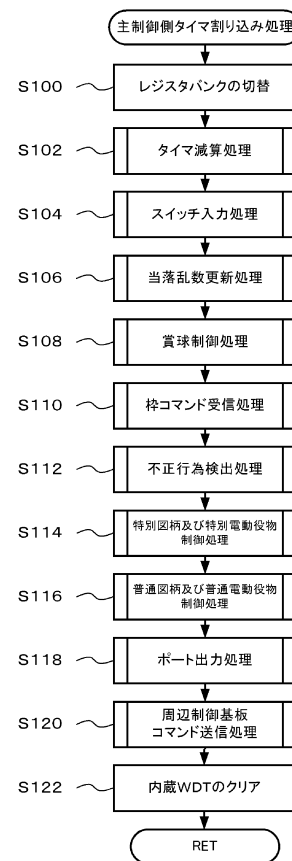 主制御側タイマ割り込み処理
S100
レジスタバンクの切替
S102
タイマ減算処理
S104
スイッチ入力処理
S106
当落乱数更新処理
S108
賞球制御処理
S110
枠コマンド受信処理
S112
不正行為検出処理
S114
特別図柄及び特別電動役物
制御処理
S116
普通図柄及び普通電動役物
制御処理
S118
ポート出力処理
S120
周辺制御基板
コマンド送信処理
S122
内蔵WDTのクリア
RET